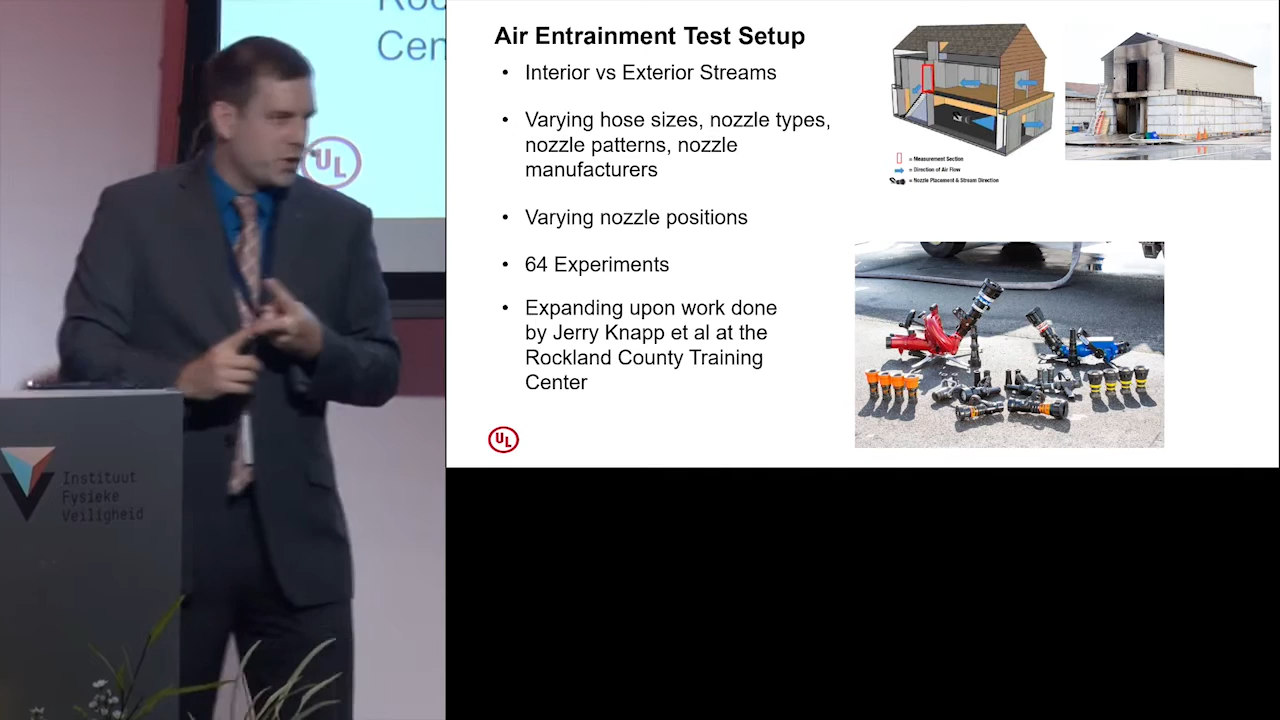 Cen
UL
Instituut
Fysieke
Veiligheid
Air Entrainment Test Setup
• Interior vs Exterior Streams
• Varying hose sizes, nozzle types,
nozzle patterns, nozzle
manufacturers
• Varying nozzle positions
• 64 Experiments
• Expanding upon work done
by Jerry Knapp et al at the
Rockland County Training
Center
UL
= Measurement Section
= Direction of Air Flow
= Nozzle Placement & Stream Direction